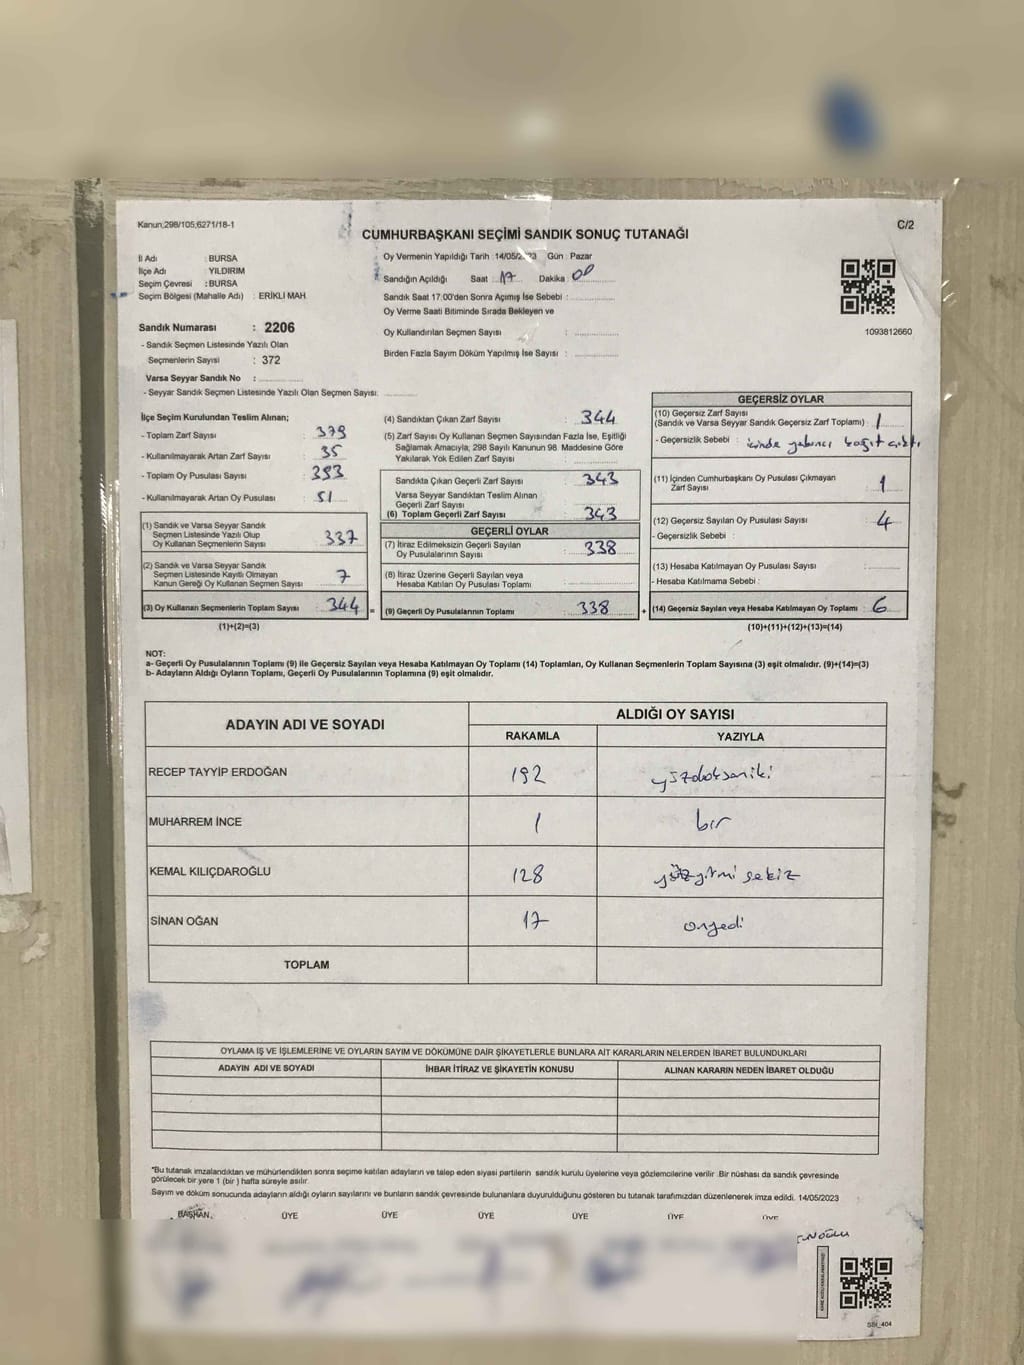 Kanun;298/105;6271/18-1
C/2
CUMHURBAŞKANI SEÇİMİ SANDIK SONUÇ TUTANAĞI
İl Adı : BURSA
İlçe Adı : YILDIRIM
Seçim Çevresi : BURSA
Seçim Bölgesi (Mahalle Adı) : ERİKLİ MAH
Sandık Numarası : 2206
- Sandık Seçmen Listesinde Yazılı Olan
Seçmenlerin Sayısı : 372
Varsa Seyyar Sandık No :
- Seyyar Sandık Seçmen Listesinde Yazılı Olan Seçmen Sayısı:
Oy Vermenin Yapıldığı Tarih : 14/05/2023 Gün : Pazar
Sandığın Açıldığı Saat : 17 Dakika : 00
Sandık Saat 17:00'den Sonra Açımış İse Sebebi :
Oy Verme Saati Bitiminde Sırada Bekleyen ve
Oy Kullandırılan Seçmen Sayısı :
Birden Fazla Sayım Döküm Yapılmış İse Sayısı :
1093812660
İlçe Seçim Kurulundan Teslim Alınan;
- Toplam Zarf Sayısı : 379
- Kullanılmayarak Artan Zarf Sayısı : 35
- Toplam Oy Pusulası Sayısı : 393
- Kullanılmayarak Artan Oy Pusulası : 51
(1) Sandık ve Varsa Seyyar Sandık
Seçmen Listesinde Yazılı Olup
Oy Kullanan Seçmenlerin Sayısı : 337
(2) Sandık ve Varsa Seyyar Sandık
Seçmen Listesinde Kayıtlı Olmayan
Kanun Gereği Oy Kullanan Seçmen Sayısı : 7
(3) Oy Kullanan Seçmenlerin Toplam Sayısı : 344 =
(1)+(2)=(3)
(4) Sandıktan Çıkan Zarf Sayısı : 344
(5) Zarf Sayısı Oy Kullanan Seçmen Sayısından Fazla İse, Eşitliği
Sağlamak Amacıyla, 298 Sayılı Kanunun 98. Maddesine Göre
Yakılarak Yok Edilen Zarf Sayısı :
Sandıkta Çıkan Geçerli Zarf Sayısı : 343
Varsa Seyyar Sandıktan Teslim Alınan
Geçerli Zarf Sayısı
(6) Toplam Geçerli Zarf Sayısı : 343
GEÇERLİ OYLAR
(7) İtiraz Edilmeksizin Geçerli Sayılan
Oy Pusulalarının Sayısı : 338
(8) İtiraz Üzerine Geçerli Sayılan veya
Hesaba Katılan Oy Pusulası Toplamı :
(9) Geçerli Oy Pusulalarının Toplamı : 338 +
GEÇERSİZ OYLAR
(10) Geçersiz Zarf Sayısı
(Sandık ve Varsa Seyyar Sandık Geçersiz Zarf Toplamı) : 1
- Geçersizlik Sebebi : içinde yabancı kağıt çıktı
(11) İçinden Cumhurbaşkanı Oy Pusulası Çıkmayan
Zarf Sayısı : 1
(12) Geçersiz Sayılan Oy Pusulası Sayısı : 4
- Geçersizlik Sebebi :
(13) Hesaba Katılmayan Oy Pusulası Sayısı :
- Hesaba Katılmama Sebebi :
(14) Geçersiz Sayılan veya Hesaba Katılmayan Oy Toplamı : 6
(10)+(11)+(12)+(13)=(14)
NOT:
a- Geçerli Oy Pusulalarının Toplamı (9) ile Geçersiz Sayılan veya Hesaba Katılmayan Oy Toplamı (14) Toplamları, Oy Kullanan Seçmenlerin Toplam Sayısına (3) eşit olmalıdır. (9)+(14)=(3)
b- Adayların Aldığı Oyların Toplamı, Geçerli Oy Pusulalarının Toplamına (9) eşit olmalıdır.
ADAYIN ADI VE SOYADI
ALDIĞI OY SAYISI
RAKAMLA YAZIYLA
RECEP TAYYİP ERDOĞAN 192 yüzdoksaniki
MUHARREM İNCE 1 bir
KEMAL KILIÇDAROĞLU 128 yüzyirmi sekiz
SİNAN OĞAN 17 onyedi
TOPLAM
OYLAMA İŞ VE İŞLEMLERİNE VE OYLARIN SAYIM VE DÖKÜMÜNE DAİR ŞİKAYETLERLE BUNLARA AİT KARARLARIN NELERDEN İBARET BULUNDUKLARI
ADAYIN ADI VE SOYADI İHBAR İTİRAZ VE ŞİKAYETİN KONUSU ALINAN KARARIN NEDEN İBARET OLDUĞU
"Bu tutanak imzalandıktan ve mühürlendikten sonra seçime katılan adayların ve talep eden siyasi partilerin sandık kurulu üyelerine veya gözlemcilerine verilir .Bir nüshası da sandık çevresinde
görülecek bir yere 1 (bir ) hafta süreyle asılır.
Sayım ve döküm sonucunda adayların aldığı oyların sayılarını ve bunların sandık çevresinde bulunanlara duyurulduğunu gösteren bu tutanak tarafımızdan düzenlenerek imza edildi. 14/05/2023
BAŞKAN ÜYE ÜYE ÜYE ÜYE ÜYE ÜYE
SSI_404